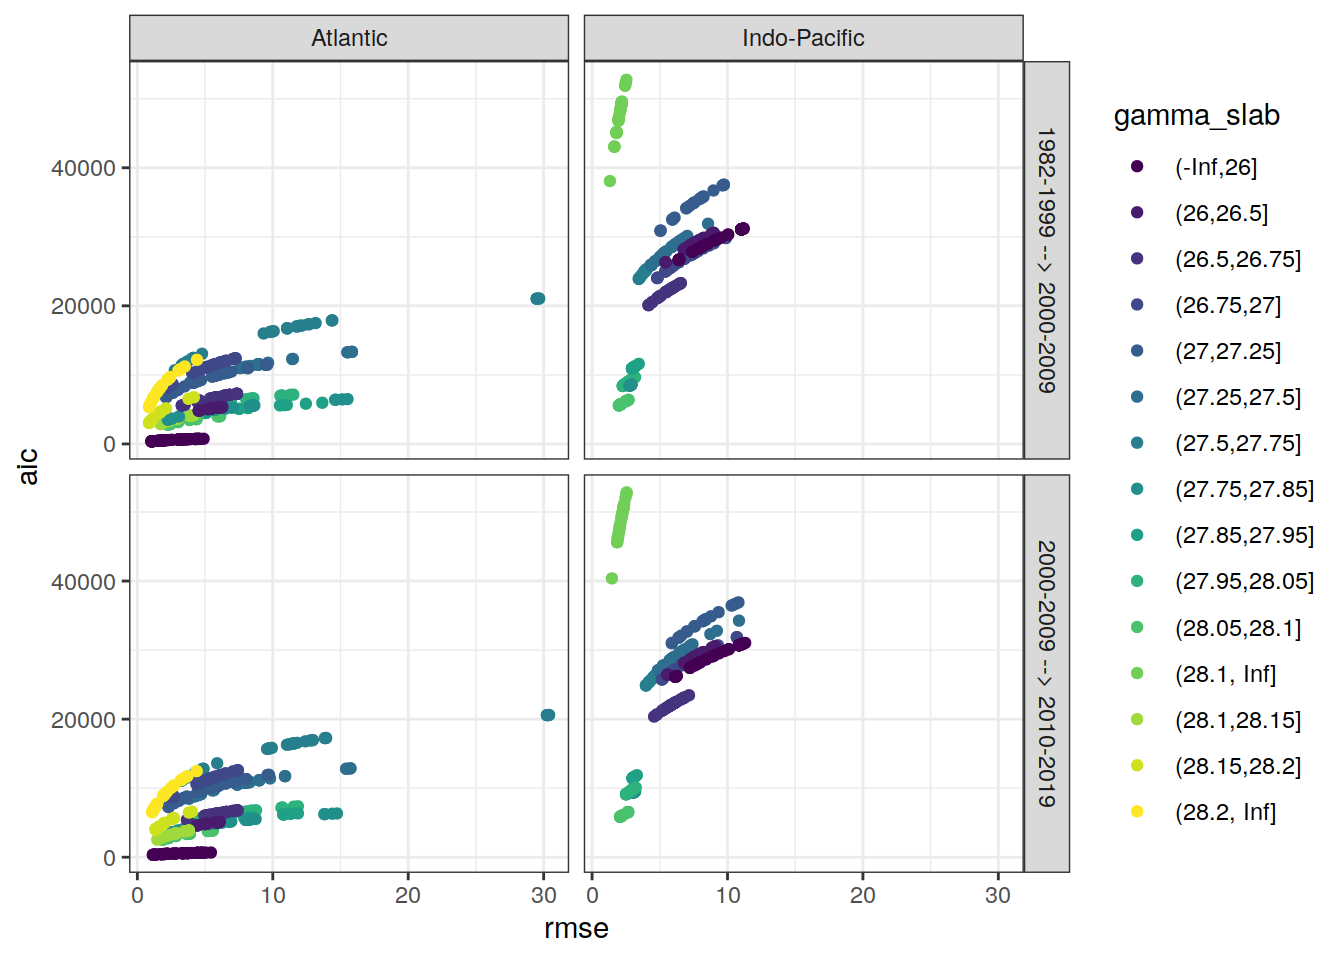 Atlantic
Indo-Pacific
1982-1999 --> 2000-2009
2000-2009 --> 2010-2019
40000
20000
0
40000
20000
0
aic
0
10
20
30
0
10
20
30
rmse
gamma_slab
(-Inf,26]
(26,26.5]
(26.5,26.75]
(26.75,27]
(27,27.25]
(27.25,27.5]
(27.5,27.75]
(27.75,27.85]
(27.85,27.95]
(27.95,28.05]
(28.05,28.1]
(28.1, Inf]
(28.1,28.15]
(28.15,28.2]
(28.2, Inf]